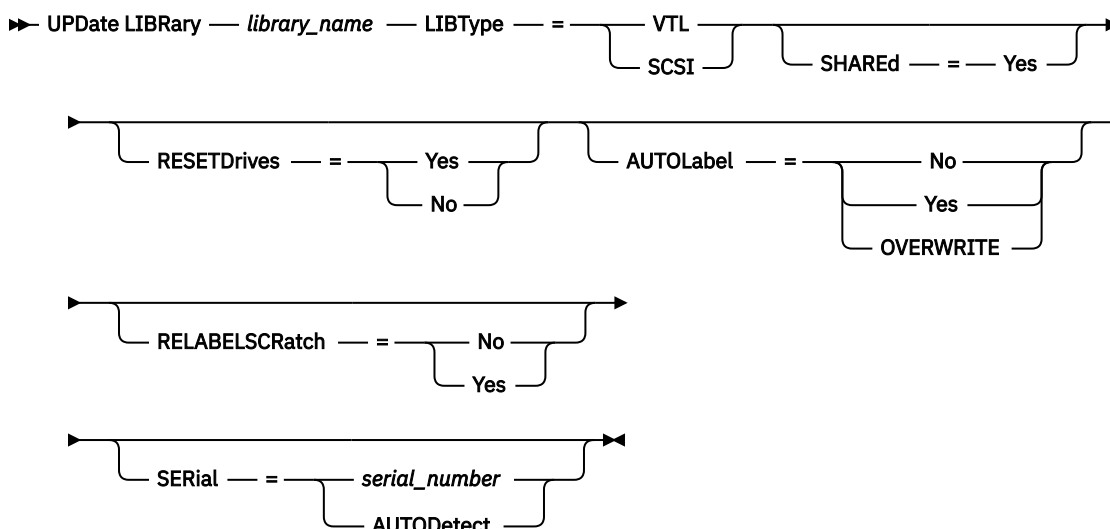 UPDate LIBRary library_name LIBType = VTL
SCSI SHAREd = Yes
RESETDrives = Yes AUTOLabel = No
No Yes
OVERWRITE
RELABELSCRatch = No
Yes
SERial = serial_number
AUTODetect